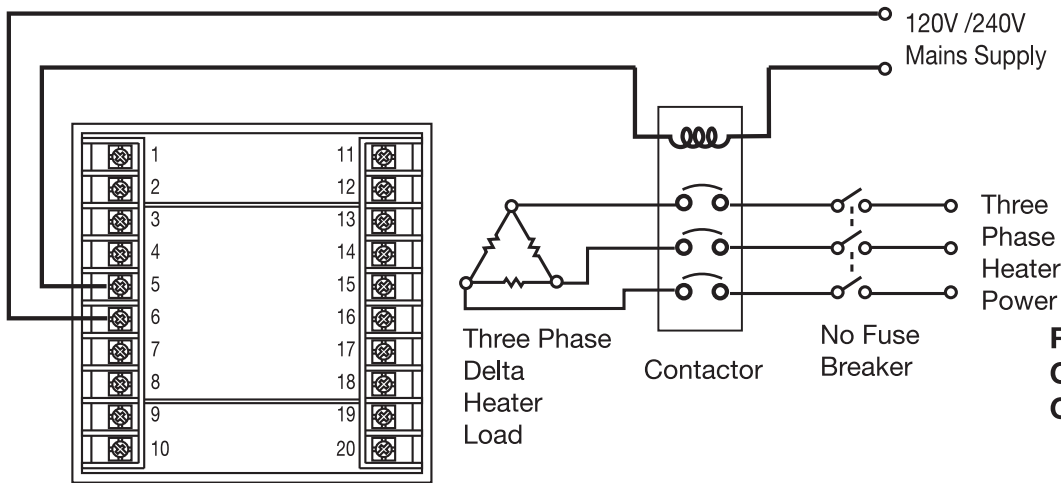 120V /240V
Mains Supply
1
2
3
4
5
6
7
8
9
10
11
12
13
14
15
16
17
18
19
20
Three Phase
Delta
Heater
Load
Contactor
No Fuse
Breaker
Three
Phase
Heater
Power